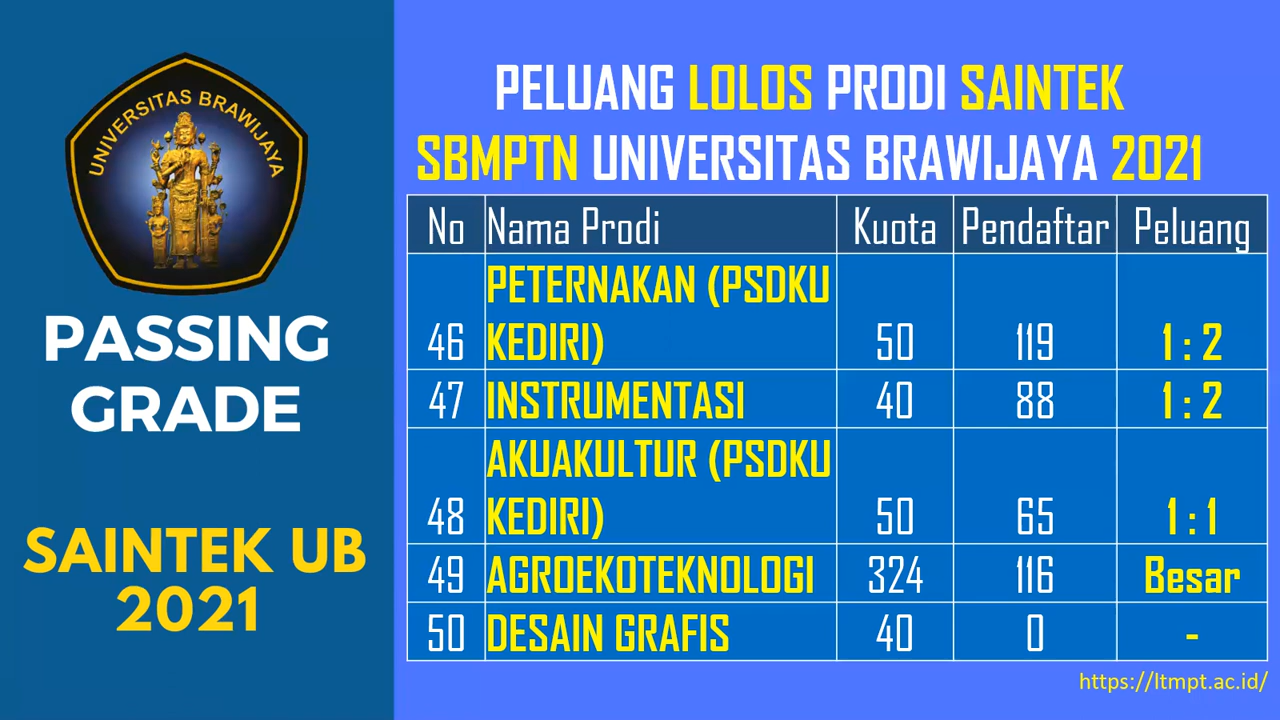 UNIVERSITAS BRAWIJAYA
PASSING
GRADE
SAINTEK UB
2021
PELUANG LOLOS PRODI SAINTEK
SBMPTN UNIVERSITAS BRAWIJAYA 2021
No Nama Prodi Kuota Pendaftar Peluang
PETERNAKAN (PSDKU
46 KEDIRI) 50 119 1 : 2
47 INSTRUMENTASI 40 88 1 : 2
AKUAKULTUR (PSDKU
48 KEDIRI) 50 65 1 : 1
49 AGROEKOTEKNOLOGI 324 116 Besar
50 DESAIN GRAFIS 40 0 -
https://ltmpt.ac.id/